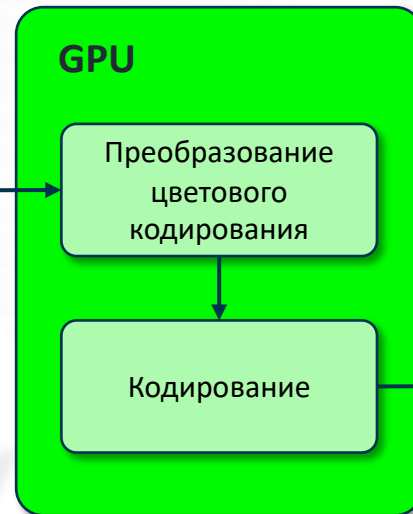 GPU
Преобразование
цветового
кодирования
Кодирование